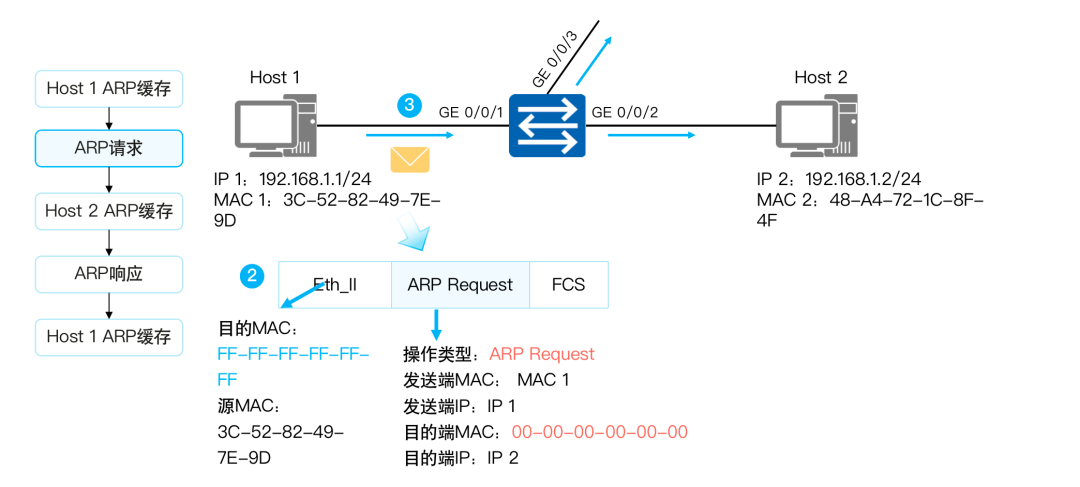 Host 1 ARP缓存
ARP请求
Host 2 ARP缓存
ARP响应
Host 1 ARP缓存
Host 1
3
GE 0/0/1
GE 0/0/3
GE 0/0/2
Host 2
IP 1：192.168.1.1/24
MAC 1：3C-52-82-49-7E-
9D
IP 2：192.168.1.2/24
MAC 2：48-A4-72-1C-8F-
4F
2
Eth_II
ARP Request
FCS
目的MAC：
FF-FF-FF-FF-FF-
FF
源MAC：
3C-52-82-49-
7E-9D
操作类型：ARP Request
发送端MAC： MAC 1
发送端IP：IP 1
目的端MAC：00-00-00-00-00-00
目的端IP：IP 2